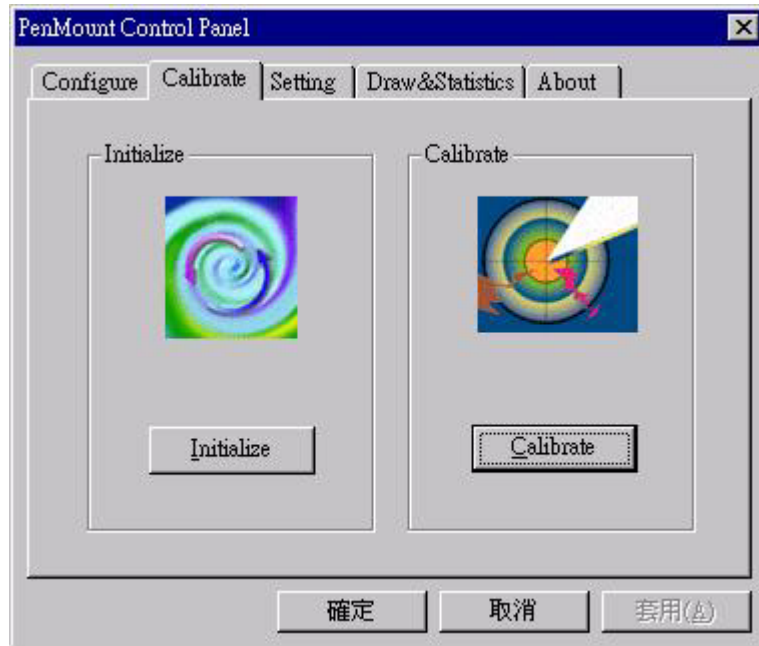 PenMount Control Panel
Configure Calibrate Setting Draw&Statistics About
Initialize Calibrate
Initialize Calibrate
確定 取消 套用(A)